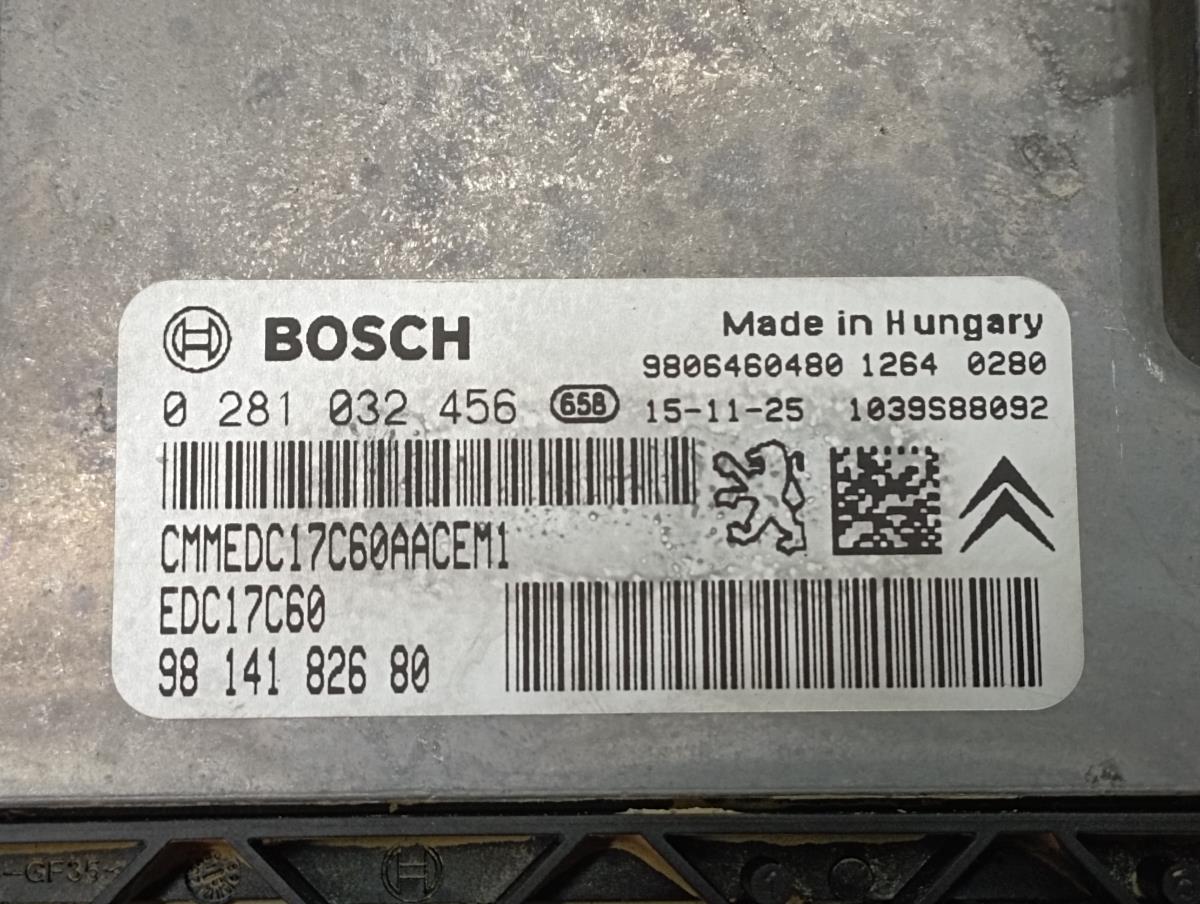 BOSCH
Made in Hungary
9806460480 1264 0280
0 281 032 456 658 15-11-25 1039S88092
CMMEDC17C60AACEM1
EDC17C60
98 141 826 80